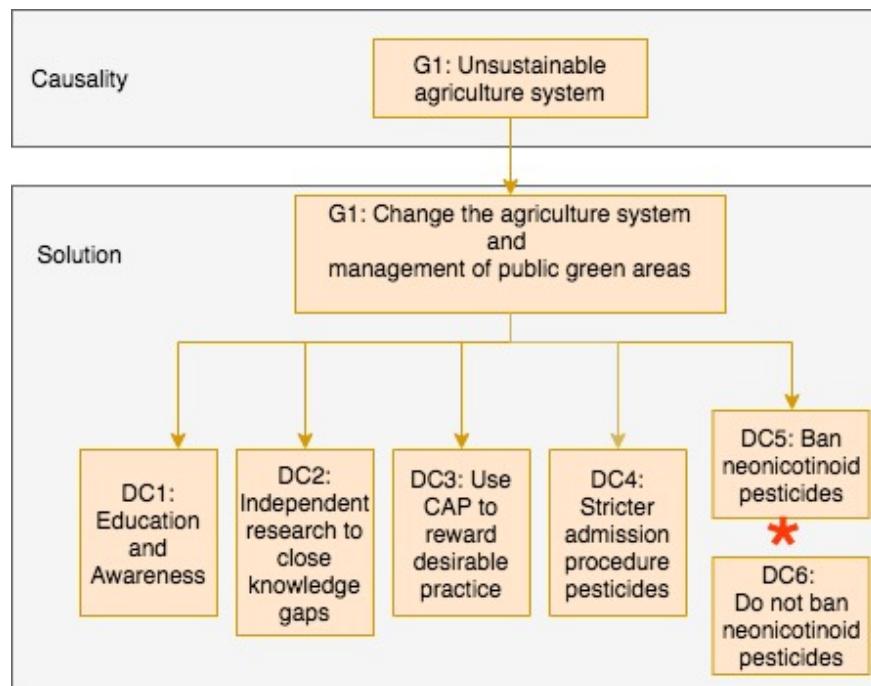 Causality
G1: Unsustainable
agriculture system
Solution
G1: Change the agriculture system
and
management of public green areas
DC1:
Education
and
Awareness
DC2:
Independent
research to
close
knowledge
gaps
DC3: Use
CAP to
reward
desirable
practice
DC4:
Stricter
admission
procedure
pesticides
DC5: Ban
neonicotinoid
pesticides
*
DC6:
Do not ban
neonicotinoid
pesticides